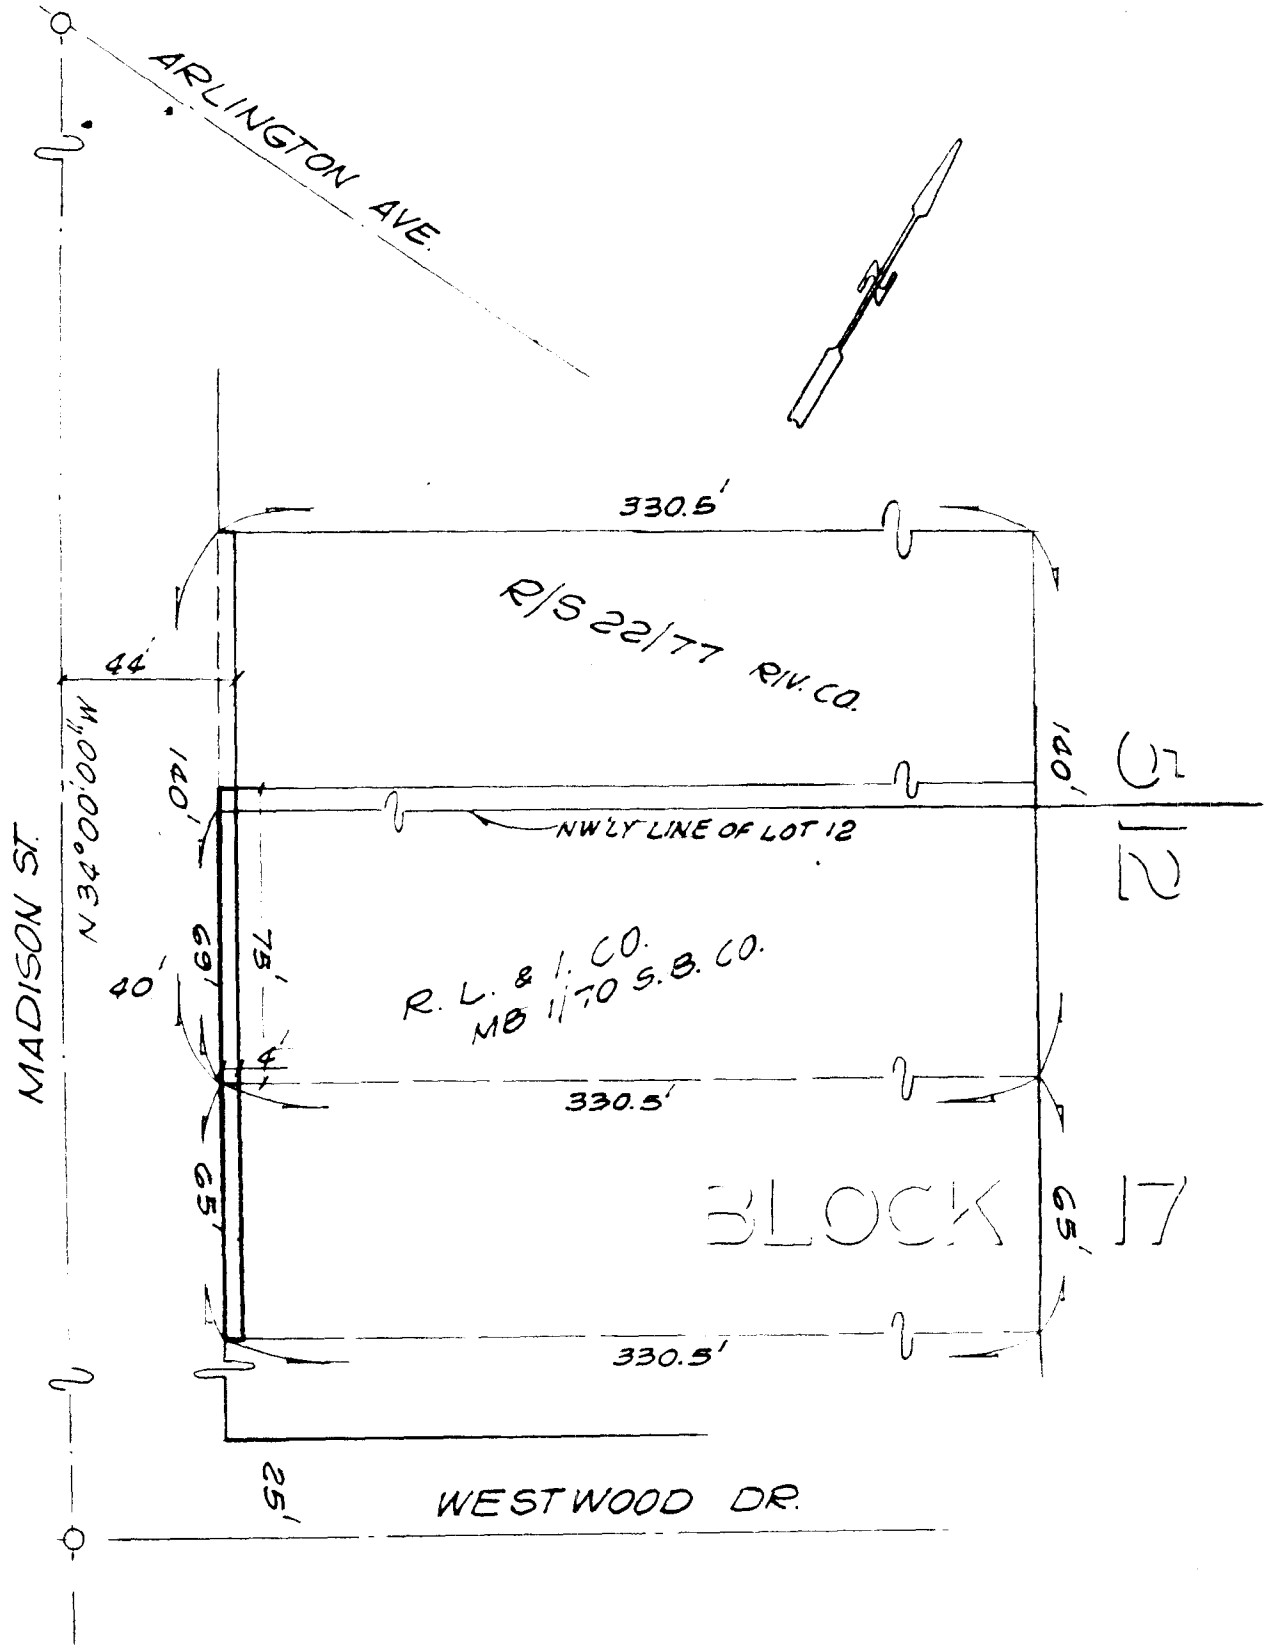 ARLINGTON AVE.
N
330.5'
R/S 22/77 RIV. CO.
44'
N 34°00'00" W
MADISON ST.
140'
140'
5
12
NW'LY LINE OF LOT 12
69'
75'
40'
R. L. & I. CO.
MB 1/70 S.B. CO.
4'
330.5'
65'
BLOCK 17
65'
330.5'
25'
WESTWOOD DR.